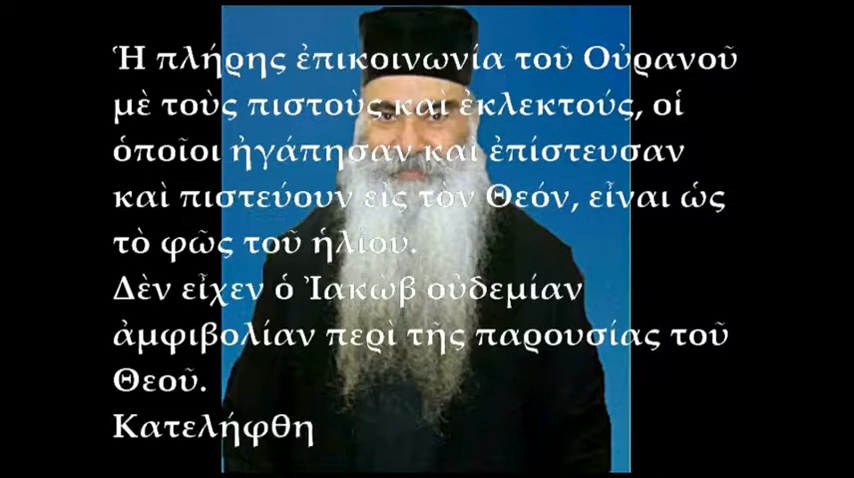 Ἡ πλήρης ἐπικοινωνία τοῦ Οὐρανοῦ
μὲ τοὺς πιστοὺς καὶ ἐκλεκτούς, οἱ
ὁποῖοι ἠγάπησαν καὶ ἐπίστευσαν
καὶ πιστεύουν εἰς τὸν Θεόν, εἶναι ὡς
τὸ φῶς τοῦ ἡλίου.
Δὲν εἶχεν ὁ Ἰακὼβ οὐδεμίαν
ἀμφιβολίαν περὶ τῆς παρουσίας τοῦ
Θεοῦ.
Κατελήφθη